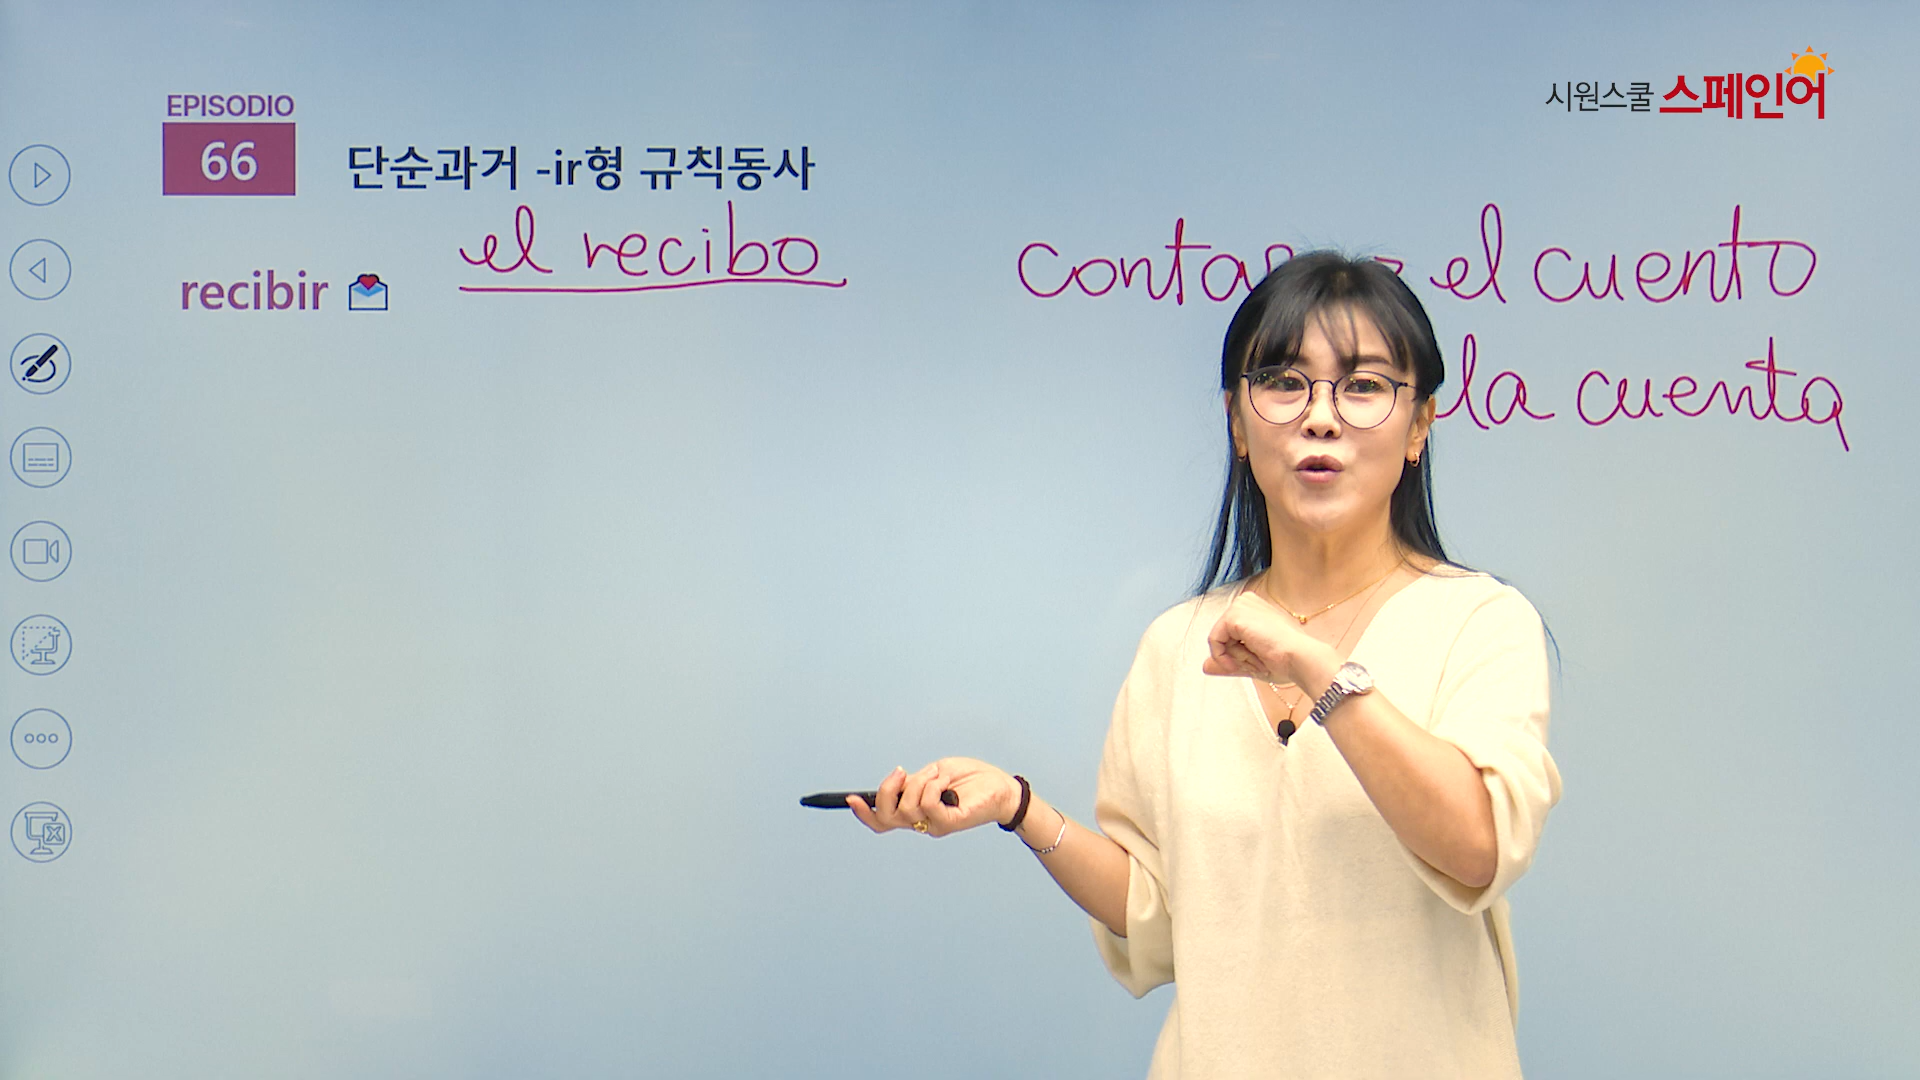 EPISODIO
66
단순과거 -ir형 규칙동사
시원스쿨 스페인어
recibir
el recibo
el cuento
la cuenta